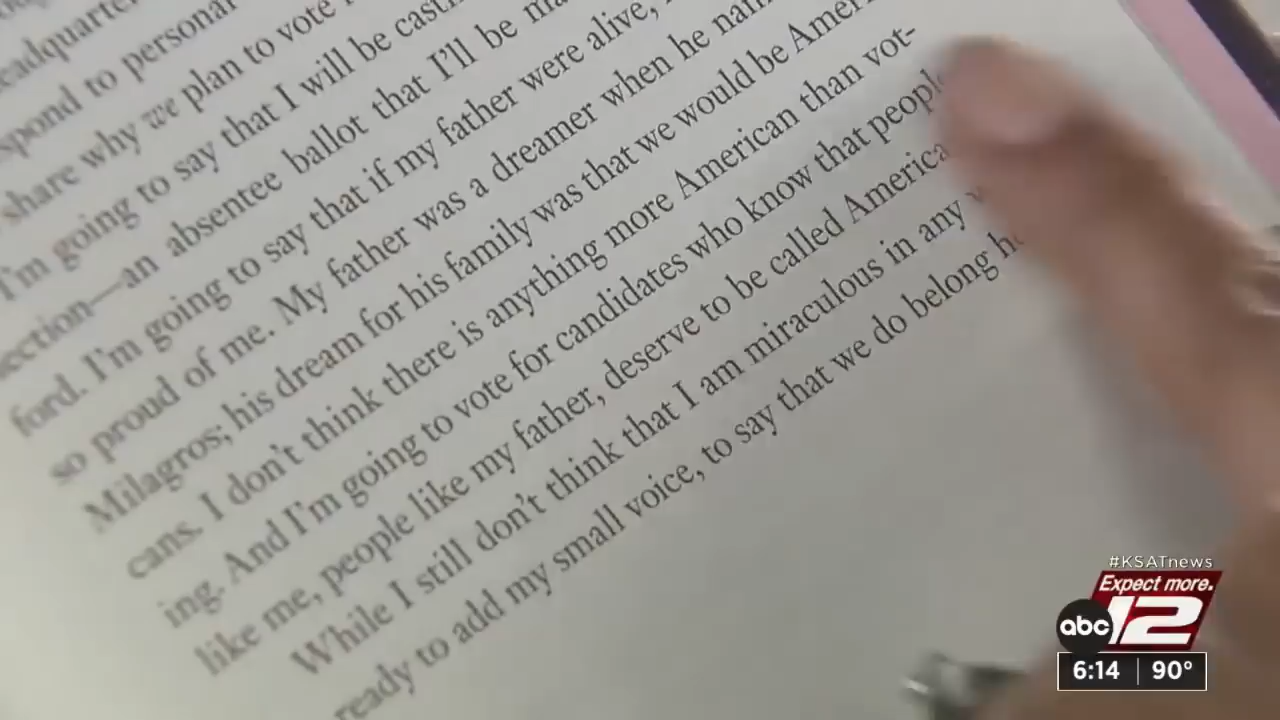 spond to personal
share why we plan to vote
I'm going to say that I will be
ection—an absentee ballot that I'll be
ford. I'm going to say that if my father were alive,
so proud of me. My father was a dreamer when he
Milagros; his dream for his family was that we would be Ameri
cans. I don't think there is anything more American than vot-
ing. And I'm going to vote for candidates who know that people
like me, people like my father, deserve to be called America
While I still don't think that I am miraculous in any
ready to add my small voice, to say that we do belong
#KSATnews
Expect more.
abc 12
6:14 90°